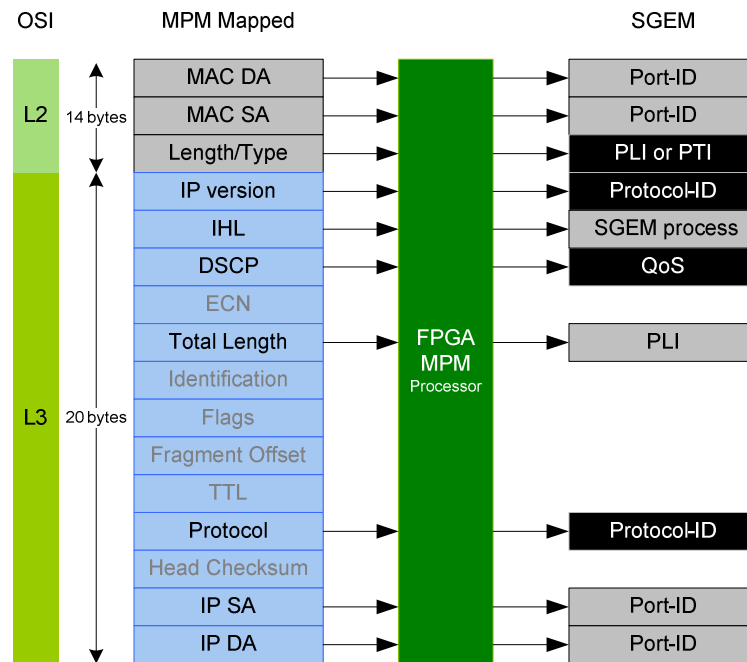 OSI MPM Mapped SGEM
L2
14 bytes
MAC DA Port-ID
MAC SA Port-ID
Length/Type PLI or PTI
L3
20 bytes
IP version Protocol-ID
IHL SGEM process
DSCP QoS
ECN
Total Length PLI
Identification
Flags
Fragment Offset
TTL
Protocol Protocol-ID
Head Checksum
IP SA Port-ID
IP DA Port-ID
FPGA
MPM
Processor